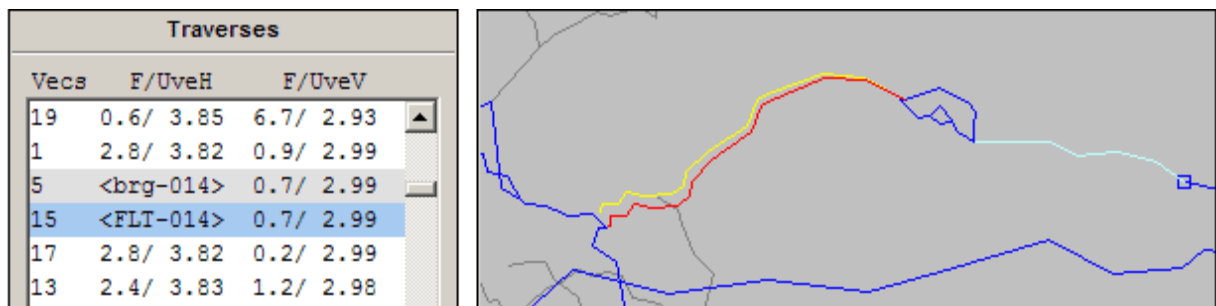 Traverses
Vecs F/UveH F/UveV
19 0.6/ 3.85 6.7/ 2.93
1 2.8/ 3.82 0.9/ 2.99
5 <brg-014> 0.7/ 2.99
15 <FLT-014> 0.7/ 2.99
17 2.8/ 3.82 0.2/ 2.99
13 2.4/ 3.83 1.2/ 2.98